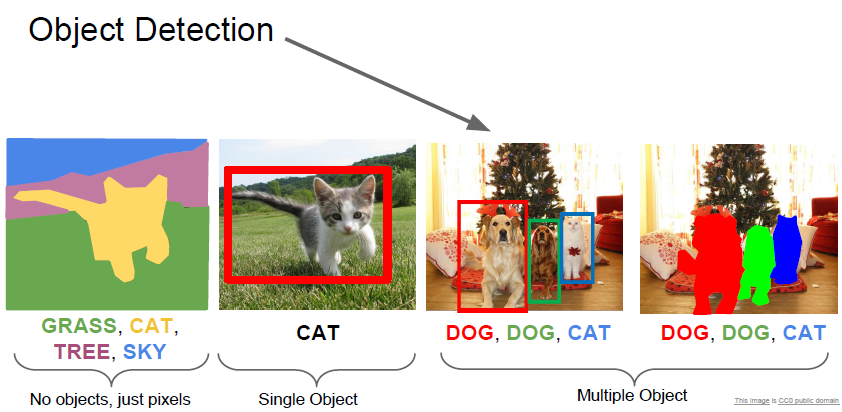 Object Detection
GRASS, CAT,
TREE, SKY
CAT
DOG, DOG, CAT
DOG, DOG, CAT
No objects, just pixels
Single Object
Multiple Object
This image is CC0 public domain